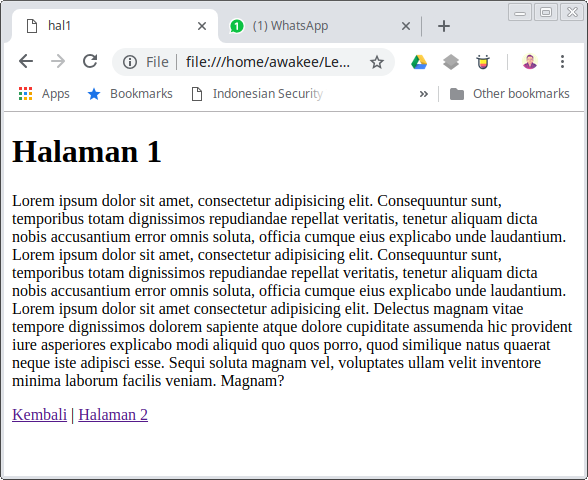 hal1
(1) WhatsApp
File
file:///home/awakee/Le...
Apps
Bookmarks
Indonesian Security
»
Other bookmarks
Halaman 1
Lorem ipsum dolor sit amet, consectetur adipisicing elit. Consequuntur sunt,
temporibus totam dignissimos repudiandae repellat veritatis, tenetur aliquam dicta
nobis accusantium error omnis soluta, officia cumque eius explicabo unde laudantium.
Lorem ipsum dolor sit amet, consectetur adipisicing elit. Consequuntur sunt,
temporibus totam dignissimos repudiandae repellat veritatis, tenetur aliquam dicta
nobis accusantium error omnis soluta, officia cumque eius explicabo unde laudantium.
Lorem ipsum dolor sit amet consectetur adipisicing elit. Delectus magnam vitae
tempore dignissimos dolorem sapiente atque dolore cupiditate assumenda hic provident
iure asperiores explicabo modi aliquid quo quos porro, quod similique natus quaerat
neque iste adipisci esse. Sequi soluta magnam vel, voluptates ullam velit inventore
minima laborum facilis veniam. Magnam?
Kembali | Halaman 2